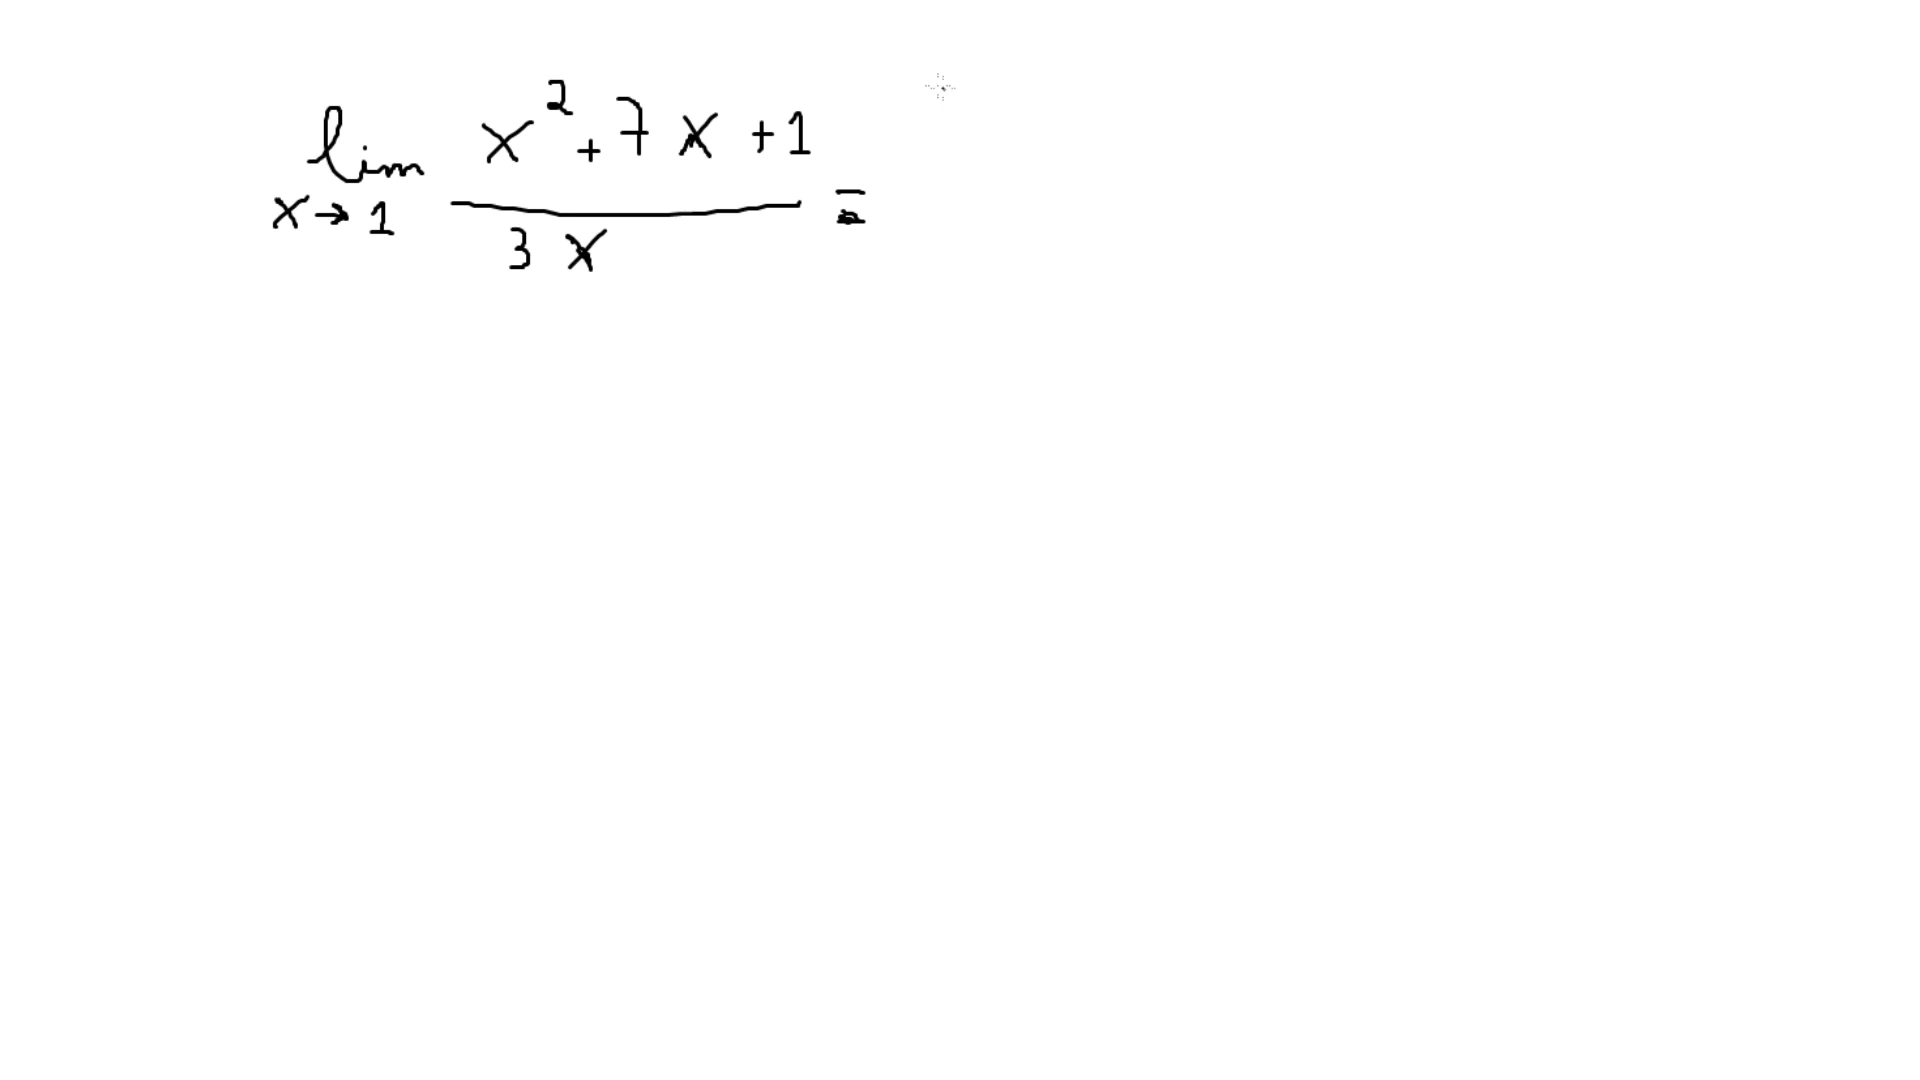 lim x² + 7x + 1 =
x → 1 3x